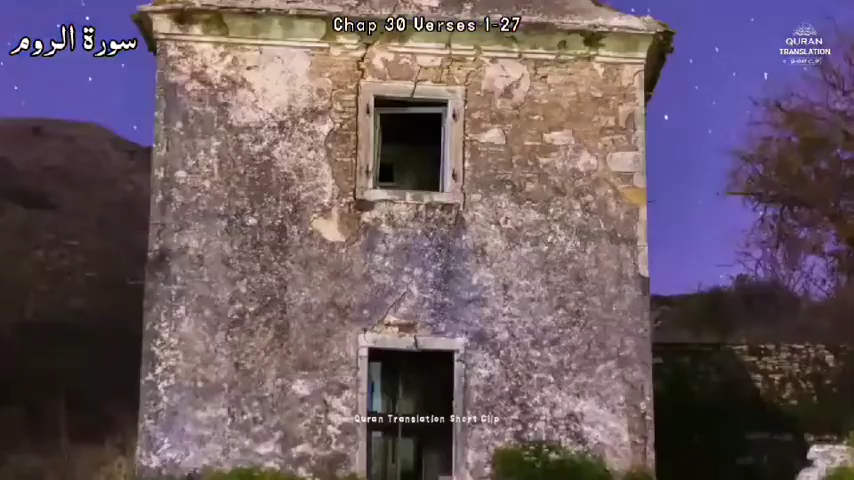 Chap 30 Verses 1-27
سورة الروم
QURAN
TRANSLATION
Quran Translation Short Clip